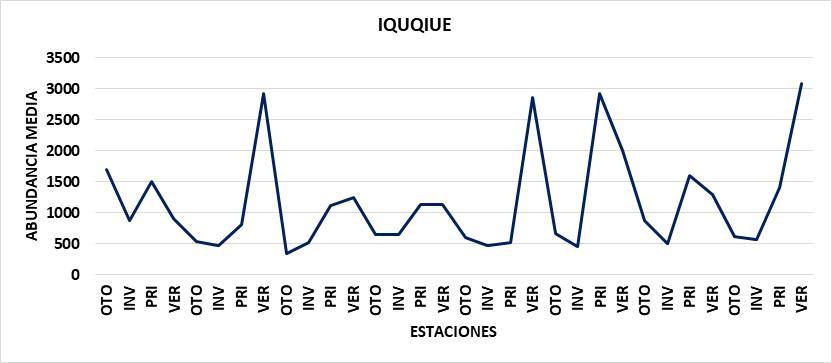 IQUQIUE
3500
3000
2500
2000
1500
1000
500
0
ABUNDANCIA MEDIA
OTO INV PRI VER OTO INV PRI VER OTO INV PRI VER OTO INV PRI VER OTO INV PRI VER OTO INV PRI VER OTO INV PRI VER OTO INV PRI VER
ESTACIONES